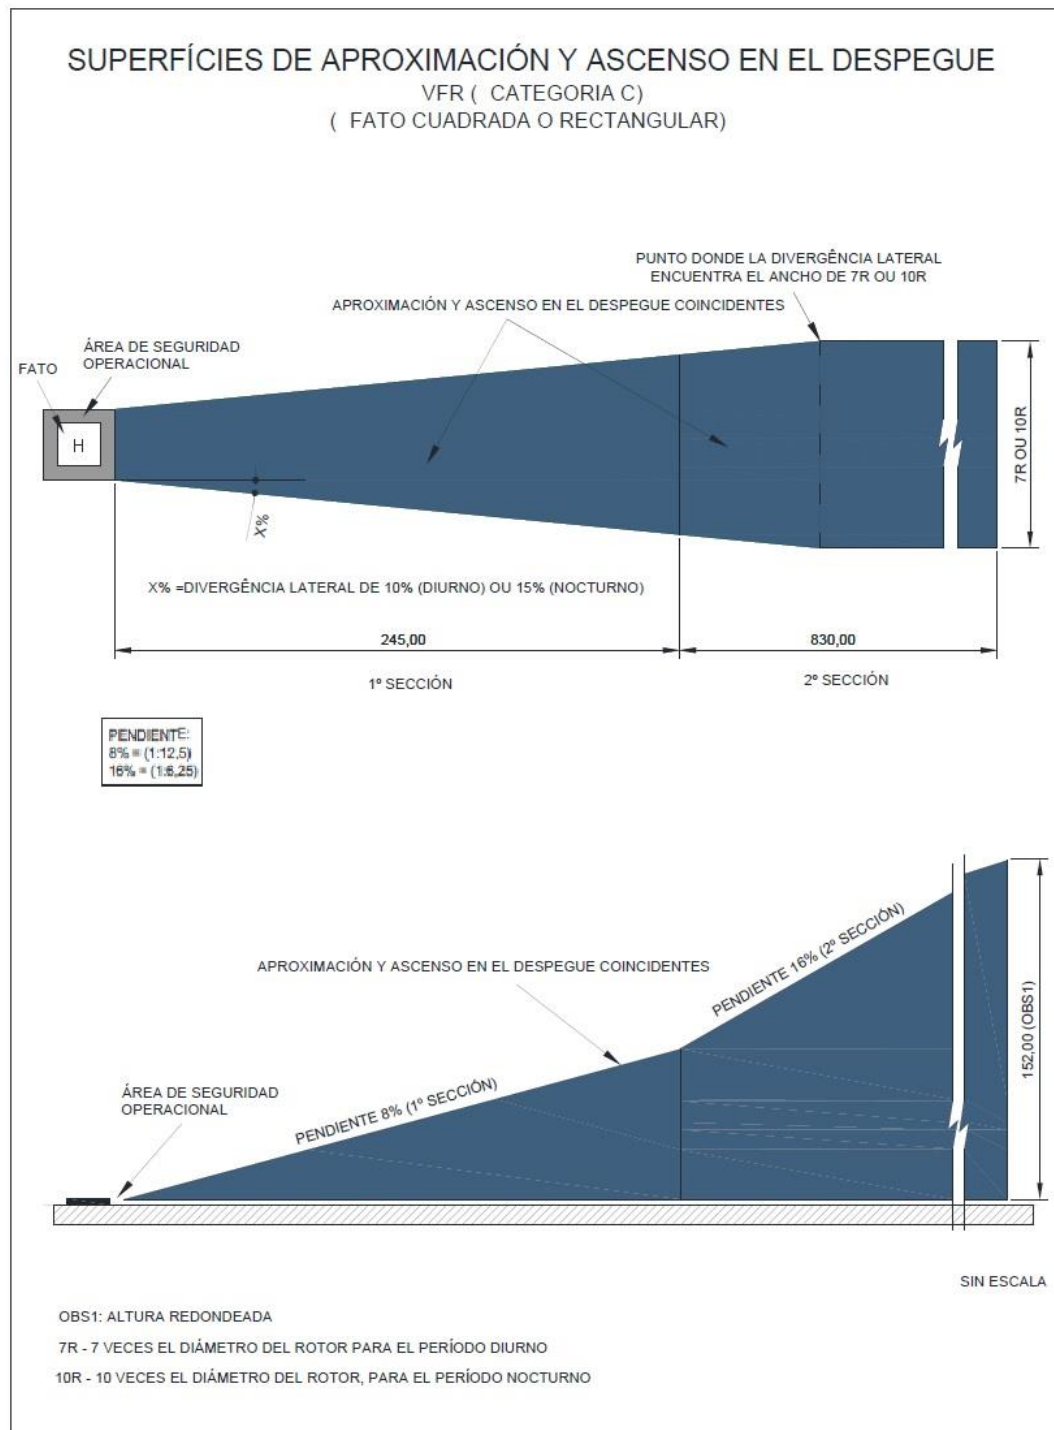 SUPERFÍCIES DE APROXIMACIÓN Y ASCENSO EN EL DESPEGUE
VFR ( CATEGORIA C)
( FATO CUADRADA O RECTANGULAR)
PUNTO DONDE LA DIVERGÊNCIA LATERAL
ENCUENTRA EL ANCHO DE 7R OU 10R
APROXIMACIÓN Y ASCENSO EN EL DESPEGUE COINCIDENTES
ÁREA DE SEGURIDAD
OPERACIONAL
FATO
H
7R OU 10R
X%
X% =DIVERGÊNCIA LATERAL DE 10% (DIURNO) OU 15% (NOCTURNO)
245,00
830,00
1º SECCIÓN
2º SECCIÓN
PENDIENTE:
8% = (1:12,5)
16% = (1:6,25)
PENDIENTE 16% (2º SECCIÓN)
APROXIMACIÓN Y ASCENSO EN EL DESPEGUE COINCIDENTES
152,00 (OBS1)
ÁREA DE SEGURIDAD
OPERACIONAL
PENDIENTE 8% (1º SECCIÓN)
SIN ESCALA
OBS1: ALTURA REDONDEADA
7R - 7 VECES EL DIÁMETRO DEL ROTOR PARA EL PERÍODO DIURNO
10R - 10 VECES EL DIÁMETRO DEL ROTOR, PARA EL PERÍODO NOCTURNO